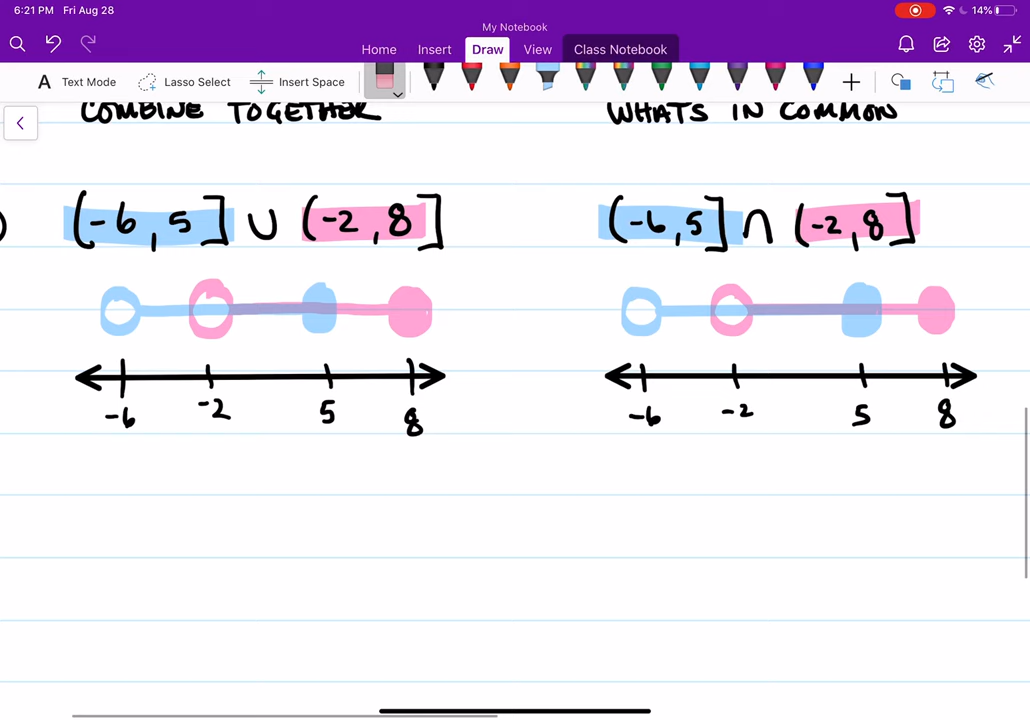 6:21 PM Fri Aug 28 14%
My Notebook
Home Insert Draw View Class Notebook
A Text Mode Lasso Select Insert Space
COMBINE TOGETHER WHATS IN COMMON
) (-6, 5] ∪ (-2, 8] (-6, 5] ∩ (-2, 8]
-6 -2 5 8 -6 -2 5 8